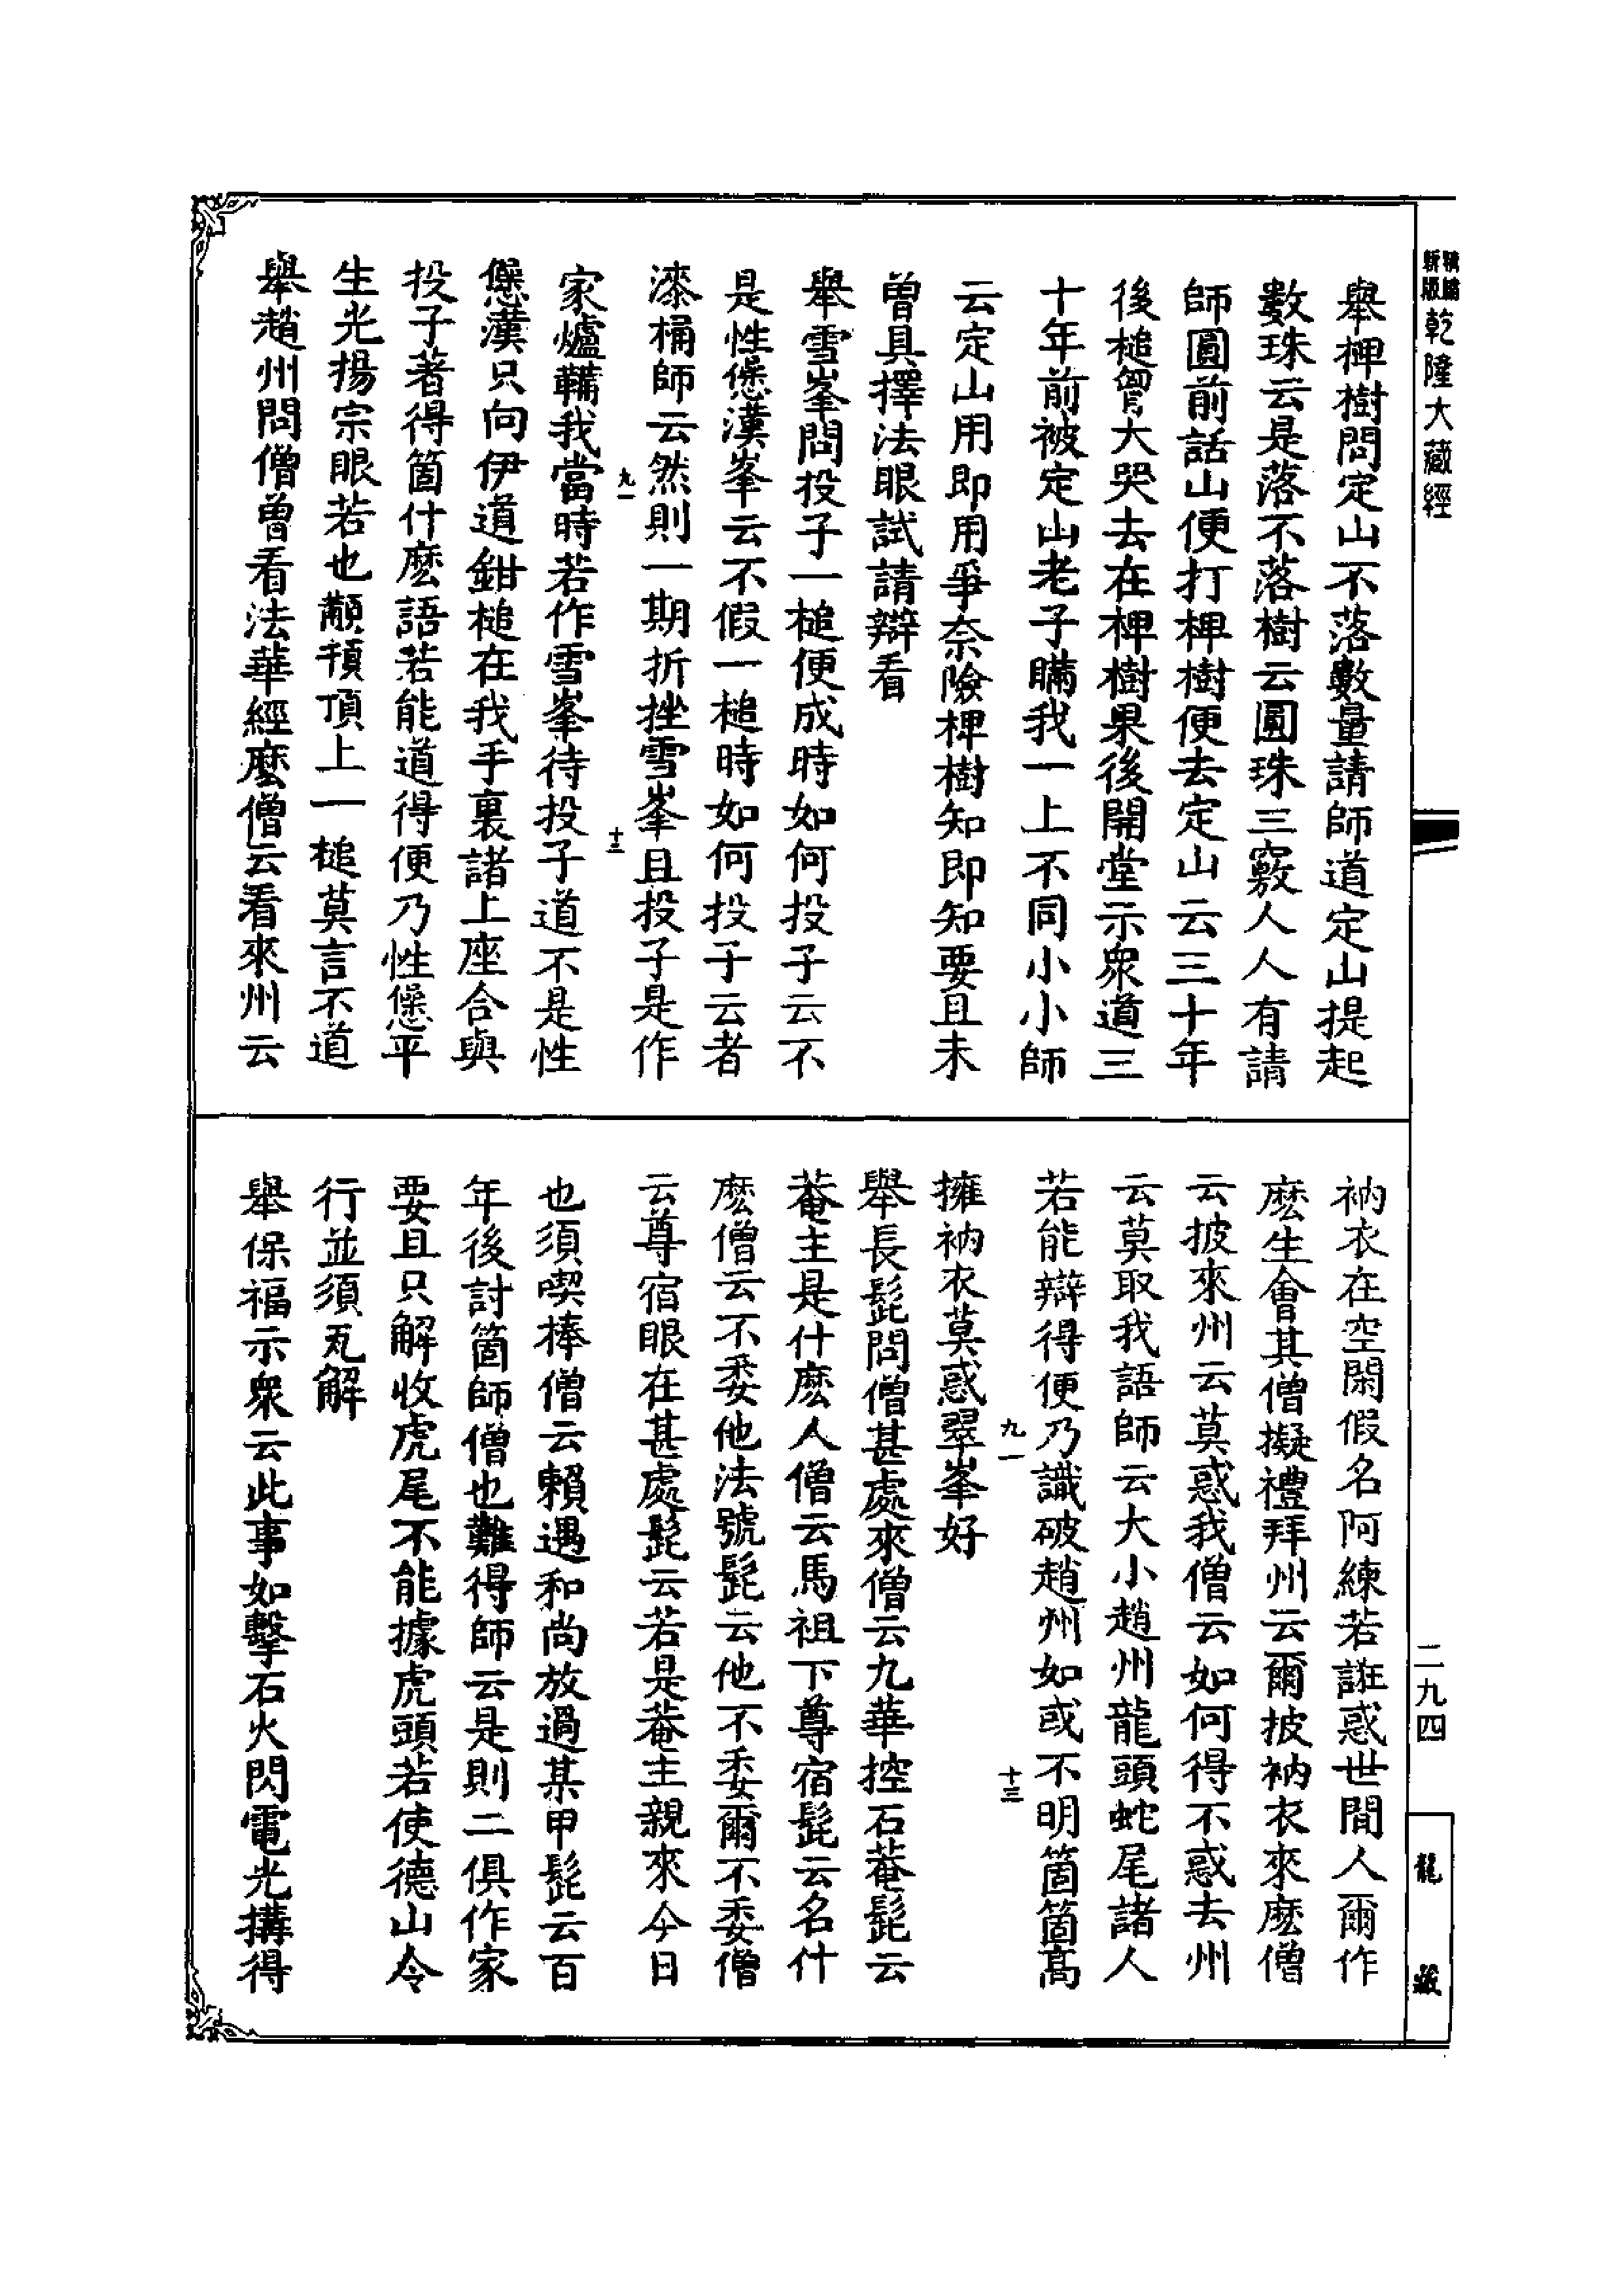 乾隆大藏經
舉椑樹問定山不落數量請師道定山提起
數珠云是落不落樹云圓珠三竅人人有請
師圓前話山便打椑樹便去定山云三十年
後槌胷大哭去在椑樹果後開堂示衆道三
十年前被定山老子瞞我一上不同小小師
云定山用即用爭奈險椑樹知即知要且未
曾具擇法眼試請辯看
舉雪峯問投子一槌便成時如何投子云不
是性憽漢峯云不假一槌時如何投子云者
漆桶師云然則一期折挫雪峯且投子是作
九一
十三
家爐韛我當時若作雪峯待投子道不是性
憽漢只向伊道鉗槌在我手裏諸上座合與
投子著得箇什麽語若能道得便乃性憽平
生光揚宗眼若也顢頇頂上一槌莫言不道
舉趙州問僧曾看法華經麽僧云看來州云
衲衣在空閑假名阿練若誑惑世間人爾作
麽生會其僧擬禮拜州云爾披衲衣來麽僧
云披來州云莫惑我僧云如何得不惑去州
云莫取我語師云大小趙州龍頭蛇尾諸人
若能辯得便乃識破趙州如或不明箇箇高
九一
十三
擁衲衣莫惑翠峯好
舉長髭問僧甚處來僧云九華控石菴髭云
菴主是什麽人僧云馬祖下尊宿髭云名什
麽僧云不委他法號髭云他不委爾不委僧
云尊宿眼在甚處髭云若是菴主親來今日
也須喫棒僧云賴遇和尚放過某甲髭云百
年後討箇師僧也難得師云是則二俱作家
要且只解收虎尾不能據虎頭若使德山令
行並須瓦解
舉保福示衆云此事如擊石火閃電光搆得
二九四
龍藏